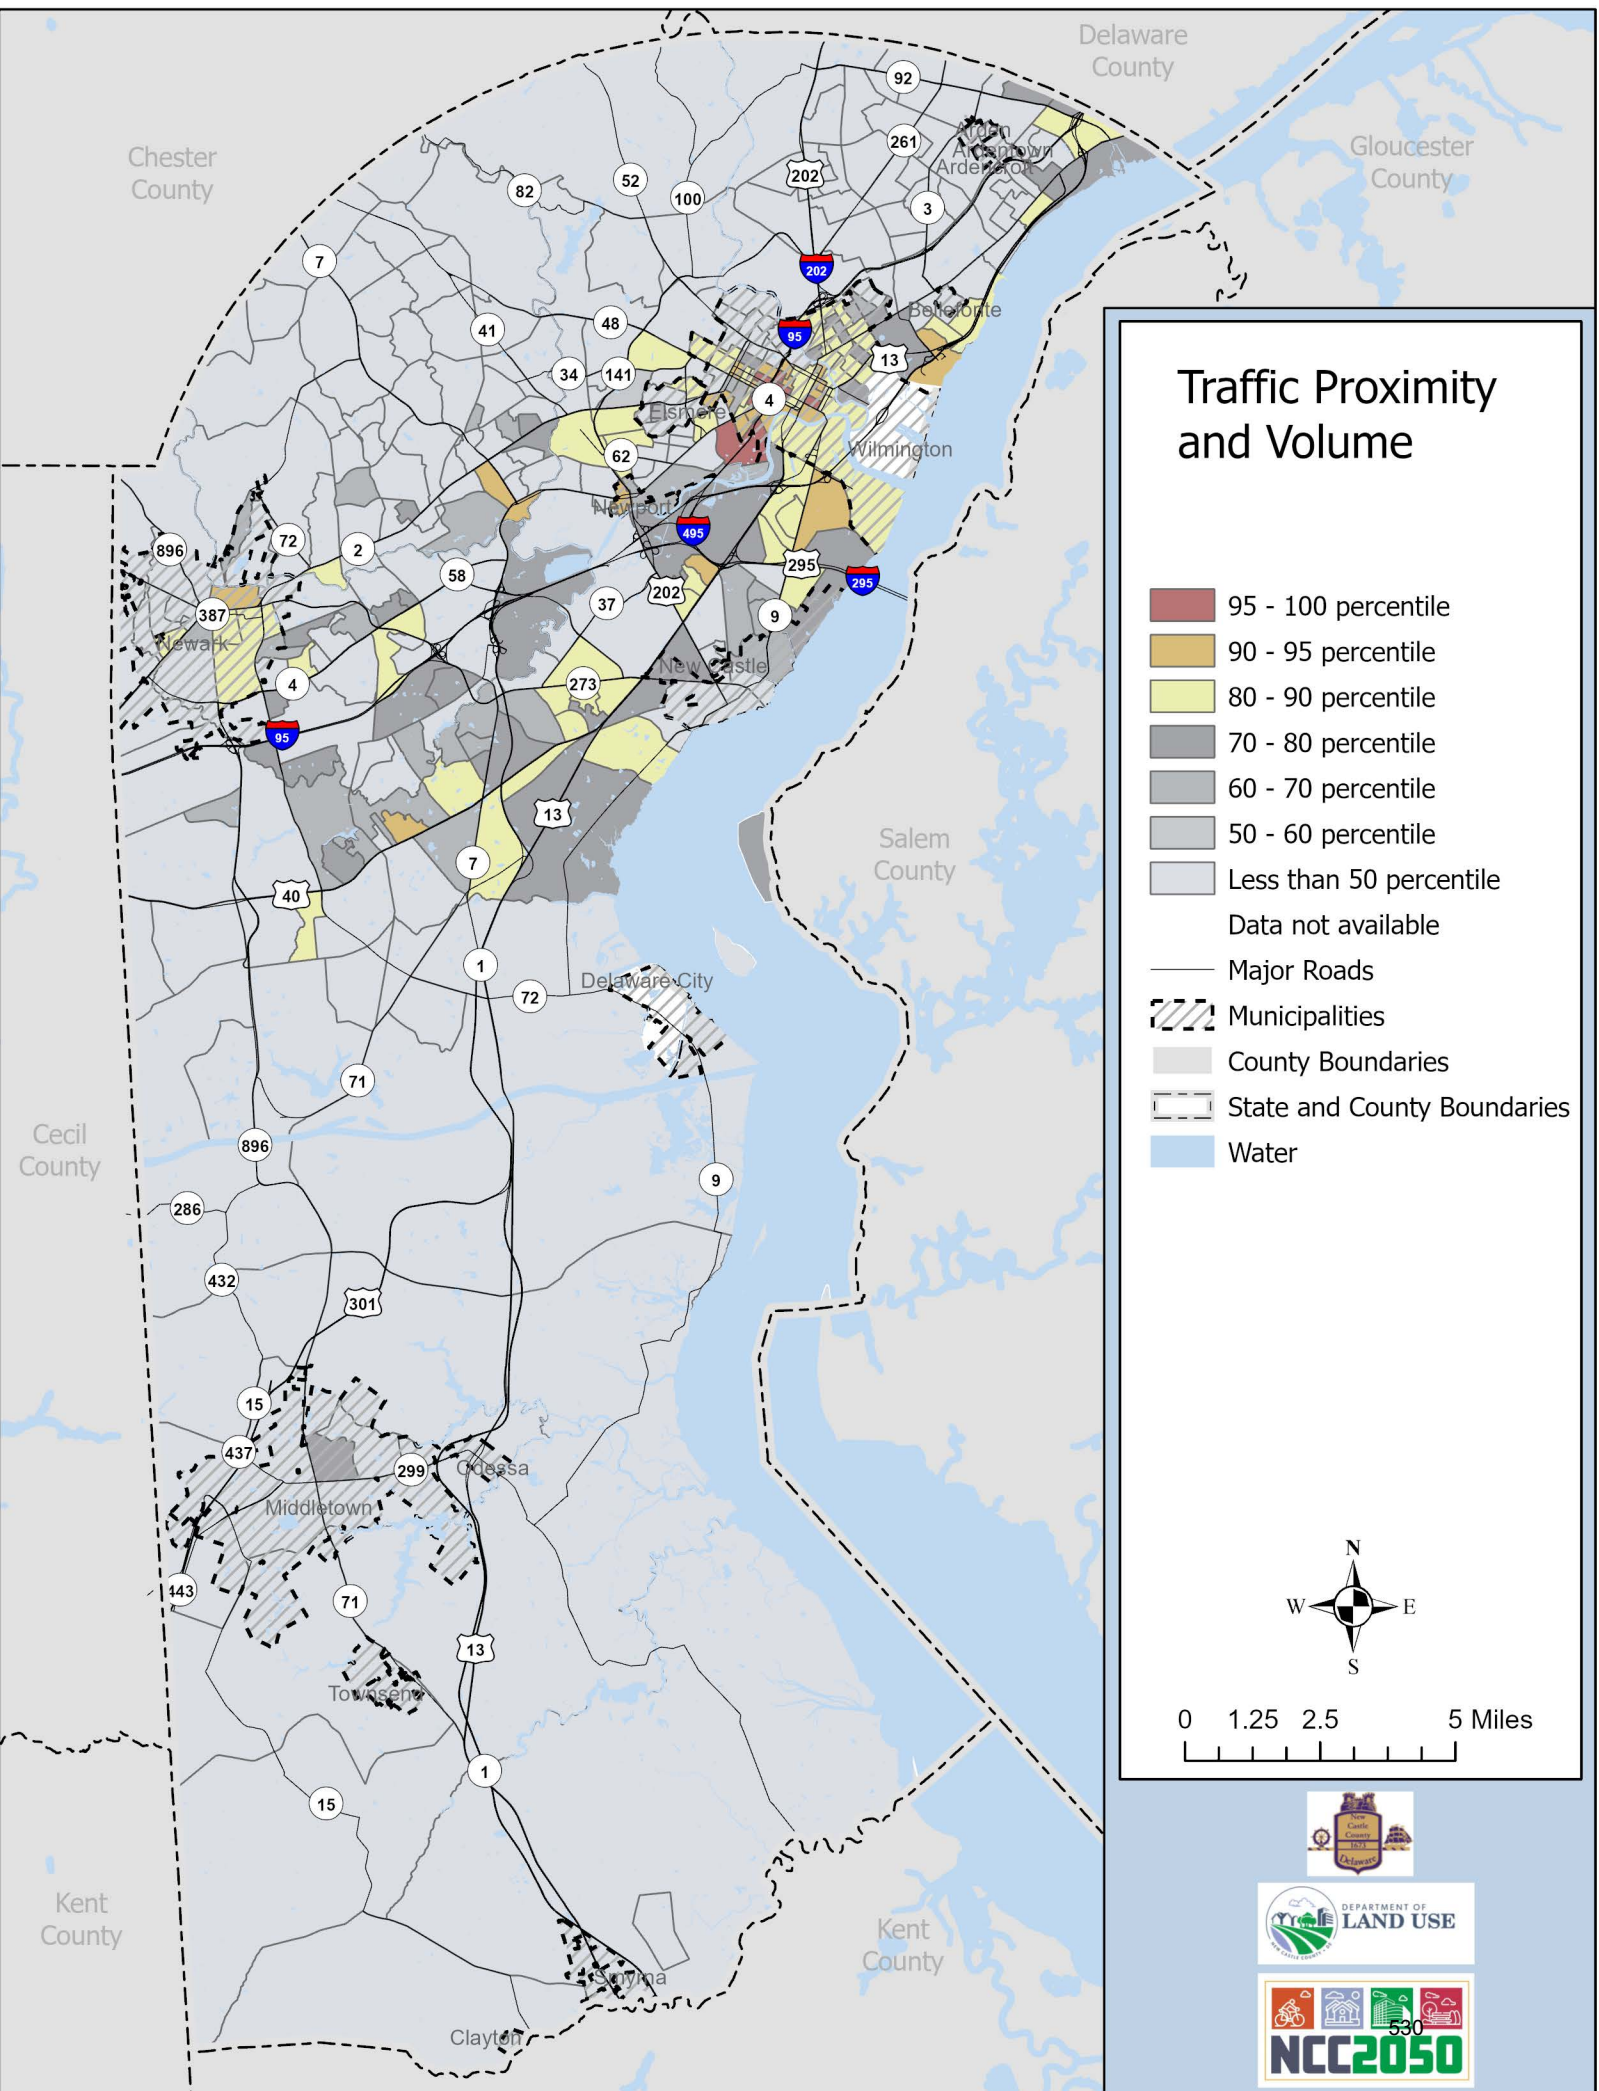 Delaware
County
92
Arden
261
Ardentown
Gloucester
County
Chester
County
Ardencroft
202
52
82
100
3
7
202
Bellefonte
48
41
95
13
34
141
4
Elsmere
Wilmington
62
Newport
495
896
72
2
295
58
295
202
37
387
9
Newark
New Castle
4
273
95
13
Salem
County
7
40
1
Delaware City
72
71
Cecil
County
896
9
286
432
301
15
437
299
Odessa
Middletown
443
71
13
Townsend
1
15
Kent
County
Kent
County
Smyrna
Clayton
Traffic Proximity
and Volume
95 - 100 percentile
90 - 95 percentile
80 - 90 percentile
70 - 80 percentile
60 - 70 percentile
50 - 60 percentile
Less than 50 percentile
Data not available
Major Roads
Municipalities
County Boundaries
State and County Boundaries
Water
N
W E
S
0 1.25 2.5 5 Miles
New
Castle
County
1673
Delaware
DEPARTMENT OF
LAND USE
530
NCC2050